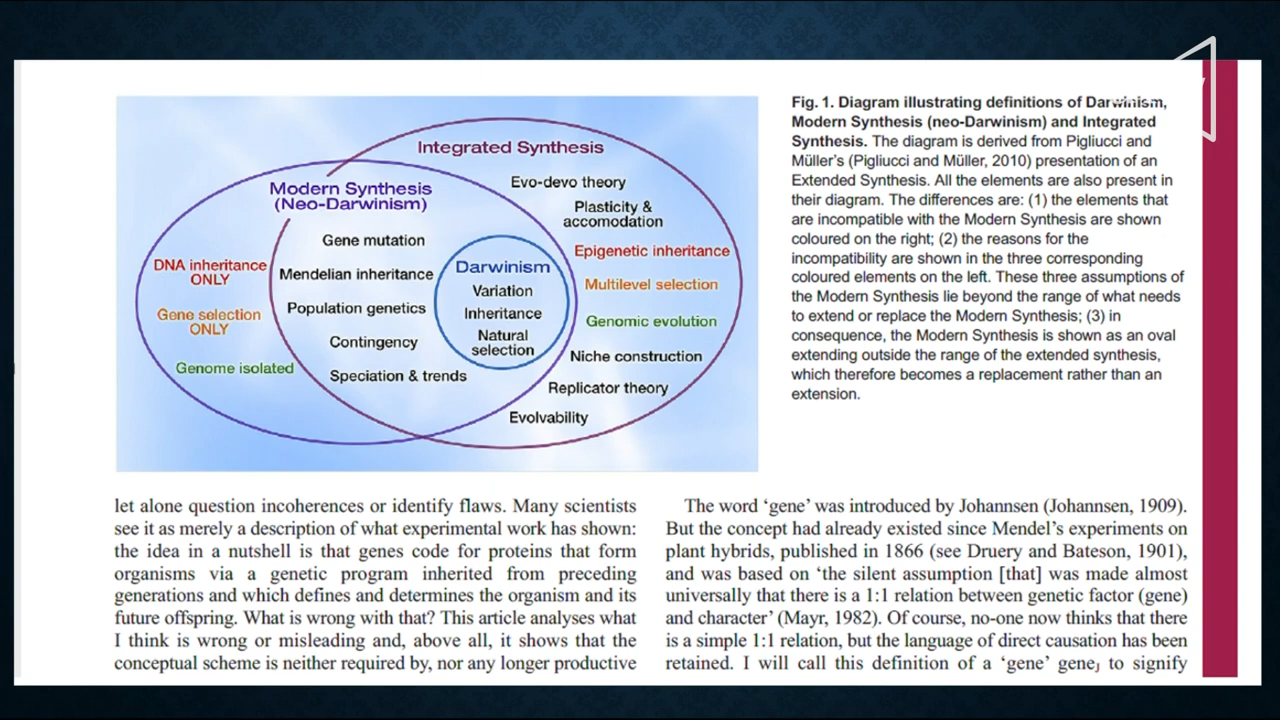 Integrated Synthesis
Modern Synthesis
(Neo-Darwinism)
Evo-devo theory
Plasticity &
accomodation
Gene mutation
Epigenetic inheritance
DNA inheritance
ONLY
Mendelian inheritance
Darwinism
Multilevel selection
Variation
Gene selection
ONLY
Population genetics
Inheritance
Genomic evolution
Contingency
Natural
selection
Niche construction
Genome isolated
Speciation & trends
Replicator theory
Evolvability
Fig. 1. Diagram illustrating definitions of Darwinism,
Modern Synthesis (neo-Darwinism) and Integrated
Synthesis. The diagram is derived from Pigliucci and
Müller’s (Pigliucci and Müller, 2010) presentation of an
Extended Synthesis. All the elements are also present in
their diagram. The differences are: (1) the elements that
are incompatible with the Modern Synthesis are shown
coloured on the right; (2) the reasons for the
incompatibility are shown in the three corresponding
coloured elements on the left. These three assumptions of
the Modern Synthesis lie beyond the range of what needs
to extend or replace the Modern Synthesis; (3) in
consequence, the Modern Synthesis is shown as an oval
extending outside the range of the extended synthesis,
which therefore becomes a replacement rather than an
extension.
let alone question incoherences or identify flaws. Many scientists
see it as merely a description of what experimental work has shown:
the idea in a nutshell is that genes code for proteins that form
organisms via a genetic program inherited from preceding
generations and which defines and determines the organism and its
future offspring. What is wrong with that? This article analyses what
I think is wrong or misleading and, above all, it shows that the
conceptual scheme is neither required by, nor any longer productive
The word ‘gene’ was introduced by Johannsen (Johannsen, 1909).
But the concept had already existed since Mendel’s experiments on
plant hybrids, published in 1866 (see Druery and Bateson, 1901),
and was based on ‘the silent assumption [that] was made almost
universally that there is a 1:1 relation between genetic factor (gene)
and character’ (Mayr, 1982). Of course, no-one now thinks that there
is a simple 1:1 relation, but the language of direct causation has been
retained. I will call this definition of a ‘gene’ geneJ to signify